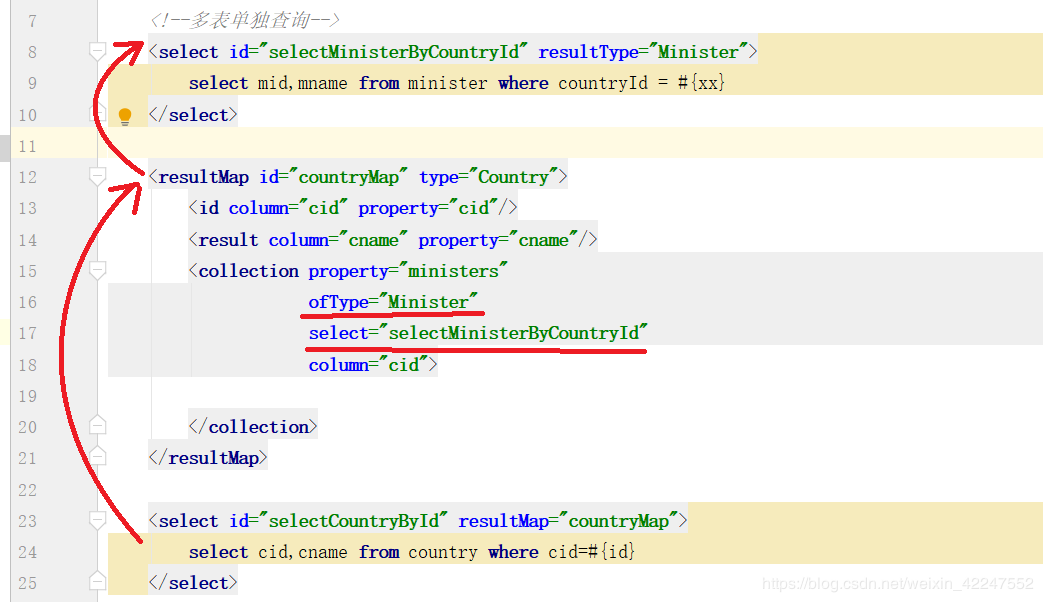 7 <!--多表单独查询-->
8 <select id="selectMinisterByCountryId" resultType="Minister">
9 select mid,mname from minister where countryId = #{xx}
10 </select>
11
12 <resultMap id="countryMap" type="Country">
13 <id column="cid" property="cid"/>
14 <result column="cname" property="cname"/>
15 <collection property="ministers"
16 ofType="Minister"
17 select="selectMinisterByCountryId"
18 column="cid">
19
20 </collection>
21 </resultMap>
22
23 <select id="selectCountryById" resultMap="countryMap">
24 select cid,cname from country where cid=#{id}
25 </select>
https://blog.csdn.net/weixin_42247552